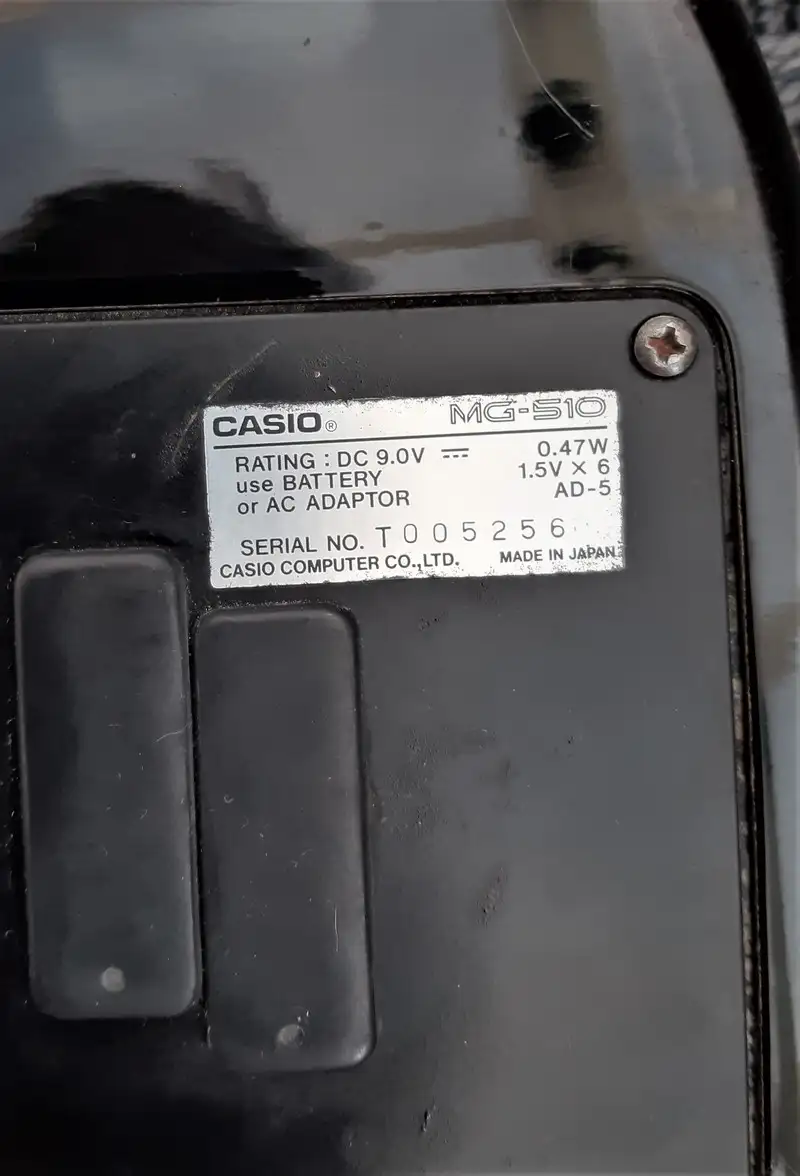 CASIO® MG-510
RATING : DC 9.0V ⎓ 0.47W
use BATTERY 1.5V × 6
or AC ADAPTOR AD-5
SERIAL NO. T005256
CASIO COMPUTER CO.,LTD. MADE IN JAPAN